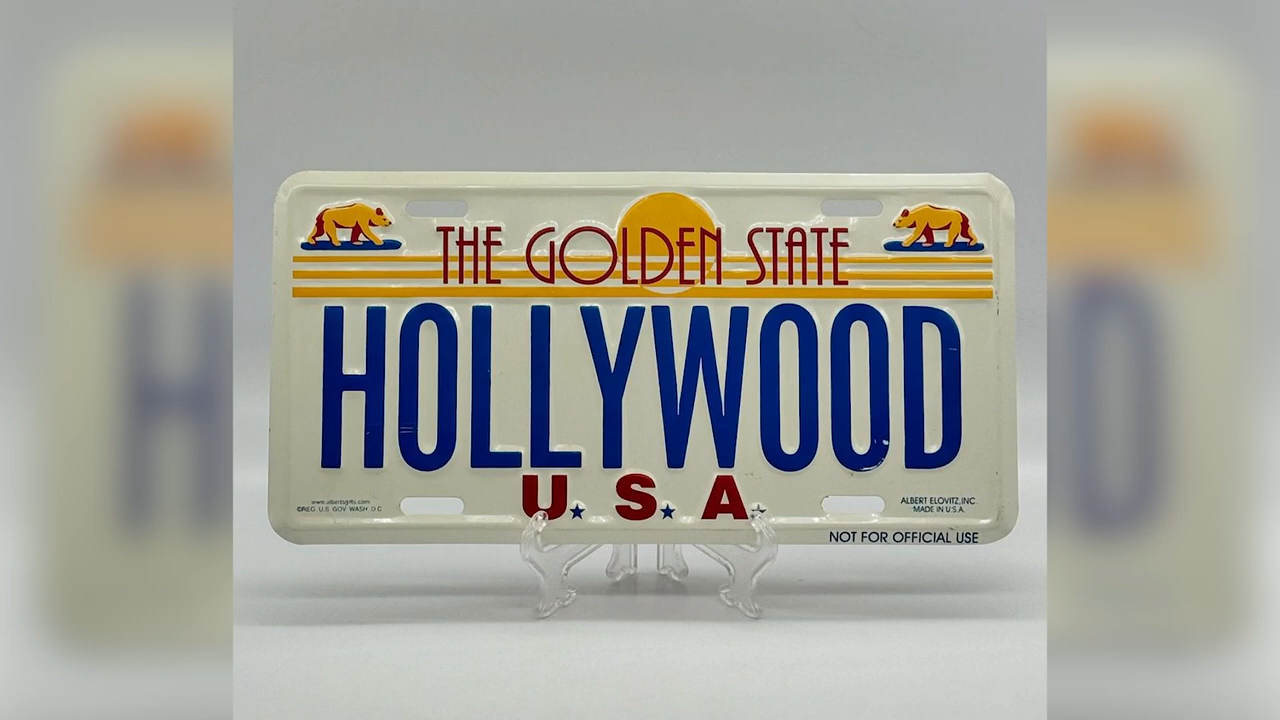 THE GOLDEN STATE
HOLLYWOOD
U.S.A.
www.albertsgifts.com
©REG. U.S. GOV. WASH. D.C.
ALBERT ELOVITZ, INC.
MADE IN U.S.A.
NOT FOR OFFICIAL USE